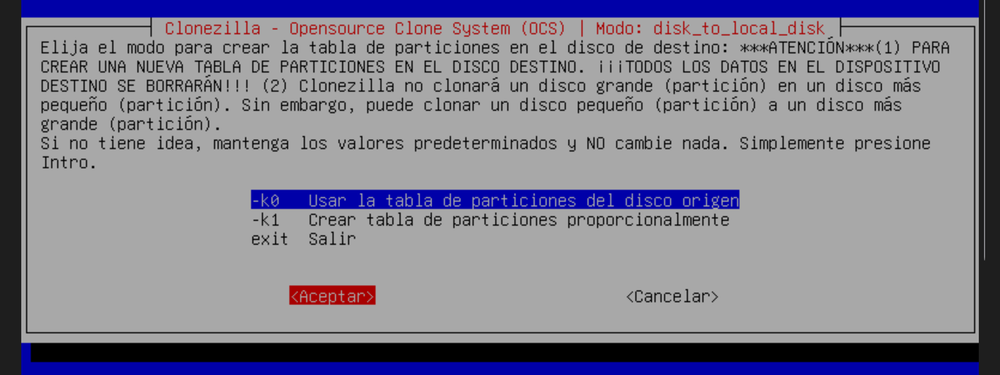 Clonezilla - Opensource Clone System (OCS) | Modo: disk_to_local_disk
Elija el modo para crear la tabla de particiones en el disco de destino: ***ATENCIÓN***(1) PARA
CREAR UNA NUEVA TABLA DE PARTICIONES EN EL DISCO DESTINO. ¡¡¡TODOS LOS DATOS EN EL DISPOSITIVO
DESTINO SE BORRARÁN!!! (2) Clonezilla no clonará un disco grande (partición) en un disco más
pequeño (partición). Sin embargo, puede clonar un disco pequeño (partición) a un disco más
grande (partición).
Si no tiene idea, mantenga los valores predeterminados y NO cambie nada. Simplemente presione
Intro.
-k0 Usar la tabla de particiones del disco origen
-k1 Crear tabla de particiones proporcionalmente
exit Salir
<Aceptar> <Cancelar>